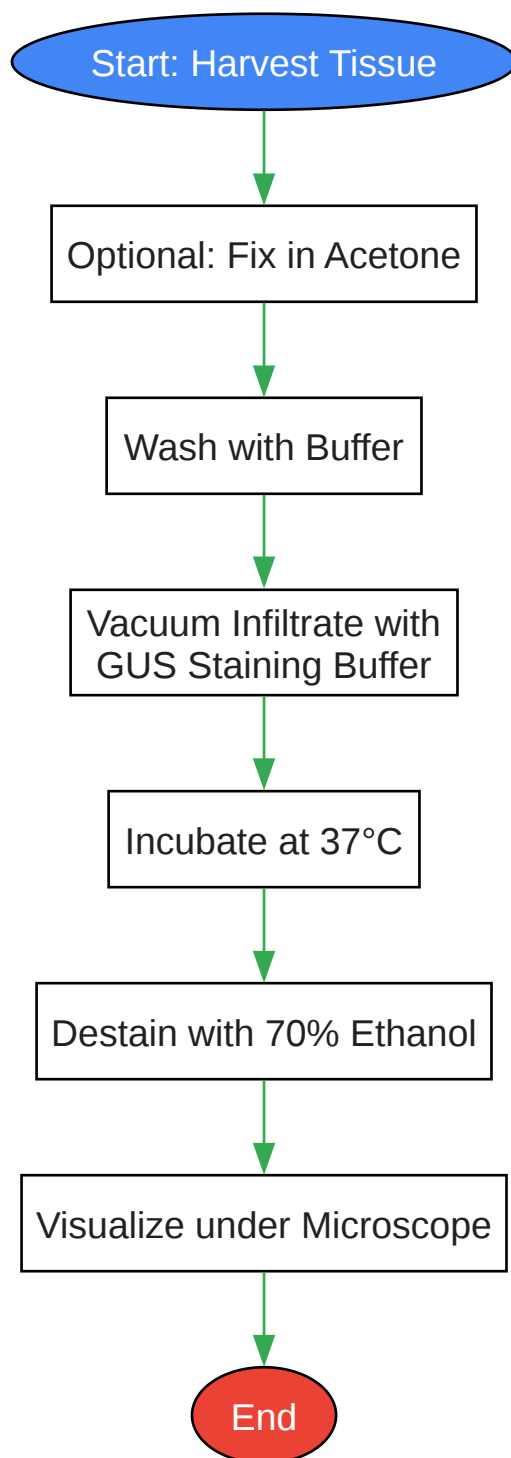 Start: Harvest Tissue
Optional: Fix in Acetone
Wash with Buffer
Vacuum Infiltrate with
GUS Staining Buffer
Incubate at 37°C
Destain with 70% Ethanol
Visualize under Microscope
End